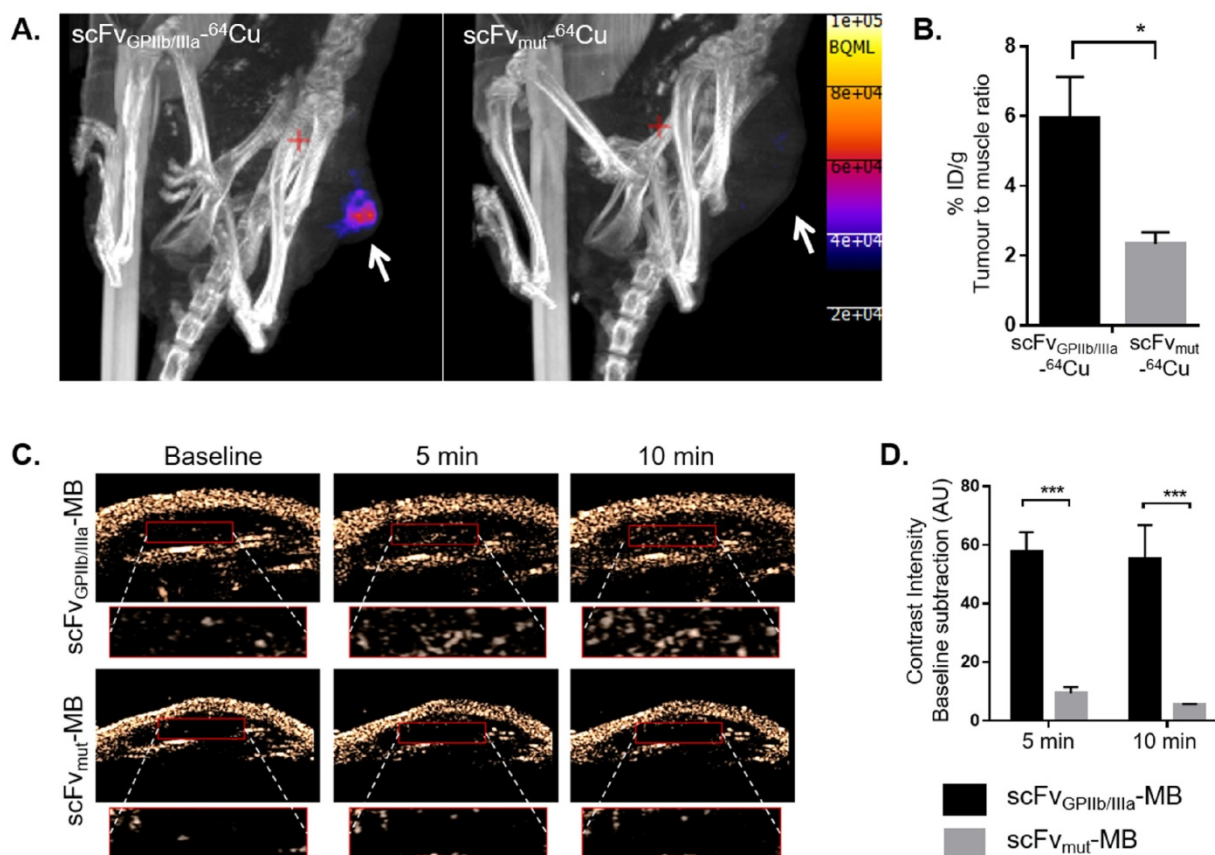 A.
scFvGPIIb/IIIa-64Cu
scFvmut-64Cu
1e+05
BQML
8e+04
6e+04
4e+04
2e+04
B.
*
% ID/g
Tumour to muscle ratio
8
6
4
2
0
scFvGPIIb/IIIa
-64Cu
scFvmut
-64Cu
C.
Baseline
5 min
10 min
scFvGPIIb/IIIa-MB
scFvmut-MB
D.
Contrast Intensity
Baseline subtraction (AU)
80
60
40
20
0
***
***
5 min
10 min
scFvGPIIb/IIIa-MB
scFvmut-MB